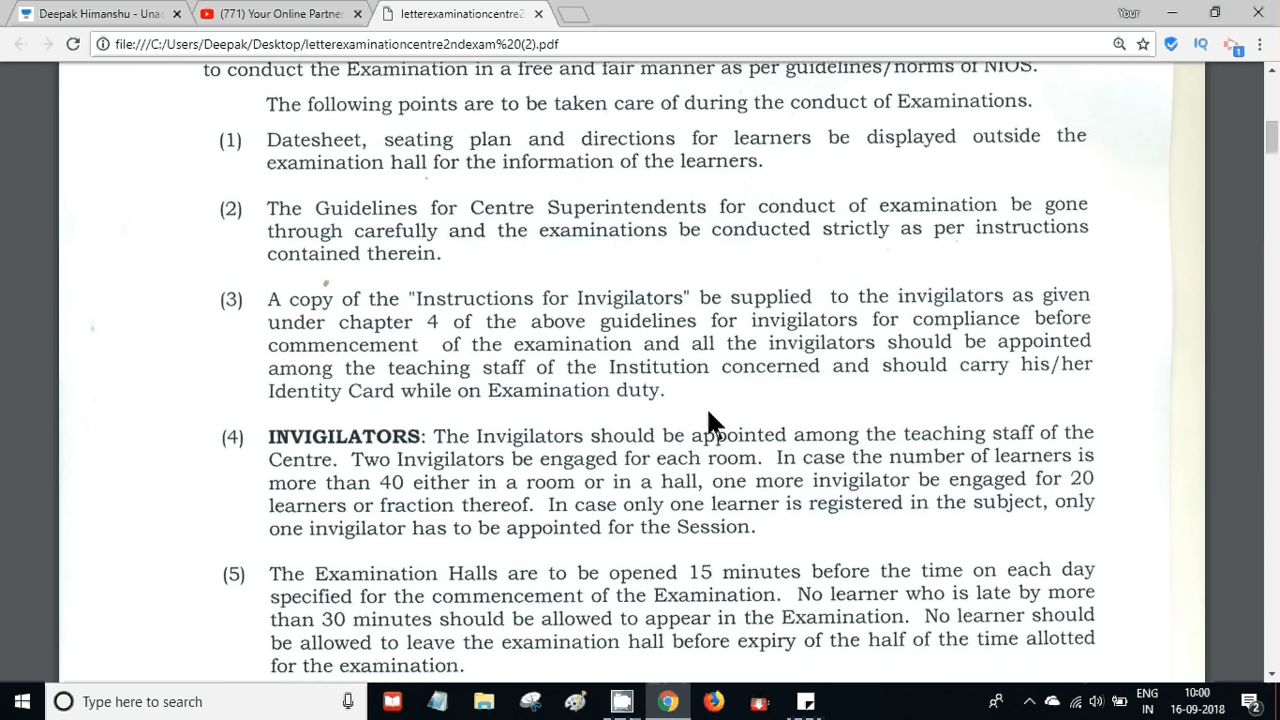 Deepak Himanshu - Unac
(771) Your Online Partner
letterexaminationcentre2
Your
file:///C:/Users/Deepak/Desktop/letterexaminationcentre2ndexam%20(2).pdf
IQ
1
to conduct the Examination in a free and fair manner as per guidelines/norms of NIOS.
The following points are to be taken care of during the conduct of Examinations.
(1) Datesheet, seating plan and directions for learners be displayed outside the
examination hall for the information of the learners.
(2) The Guidelines for Centre Superintendents for conduct of examination be gone
through carefully and the examinations be conducted strictly as per instructions
contained therein.
(3) A copy of the "Instructions for Invigilators" be supplied to the invigilators as given
under chapter 4 of the above guidelines for invigilators for compliance before
commencement of the examination and all the invigilators should be appointed
among the teaching staff of the Institution concerned and should carry his/her
Identity Card while on Examination duty.
(4) INVIGILATORS: The Invigilators should be appointed among the teaching staff of the
Centre. Two Invigilators be engaged for each room. In case the number of learners is
more than 40 either in a room or in a hall, one more invigilator be engaged for 20
learners or fraction thereof. In case only one learner is registered in the subject, only
one invigilator has to be appointed for the Session.
(5) The Examination Halls are to be opened 15 minutes before the time on each day
specified for the commencement of the Examination. No learner who is late by more
than 30 minutes should be allowed to appear in the Examination. No learner should
be allowed to leave the examination hall before expiry of the half of the time allotted
for the examination.
Type here to search
ENG
IN
10:00
16-09-2018
2